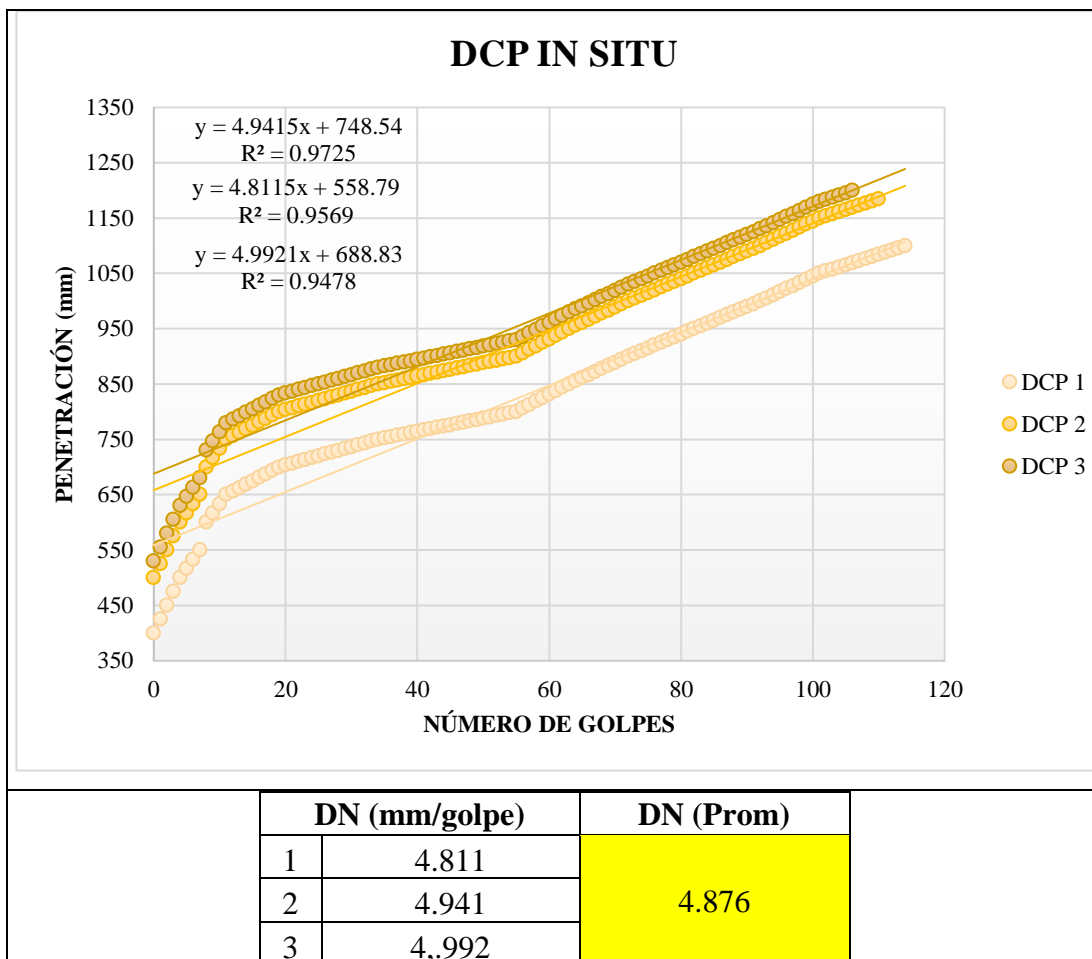 DCP IN SITU
y = 4.9415x + 748.54
R² = 0.9725
y = 4.8115x + 558.79
R² = 0.9569
y = 4.9921x + 688.83
R² = 0.9478
PENETRACIÓN (mm)
1350
1250
1150
1050
950
850
750
650
550
450
350
0 20 40 60 80 100 120
NÚMERO DE GOLPES
DCP 1
DCP 2
DCP 3
DN (mm/golpe) DN (Prom)
1 4.811
2 4.941 4.876
3 4,.992